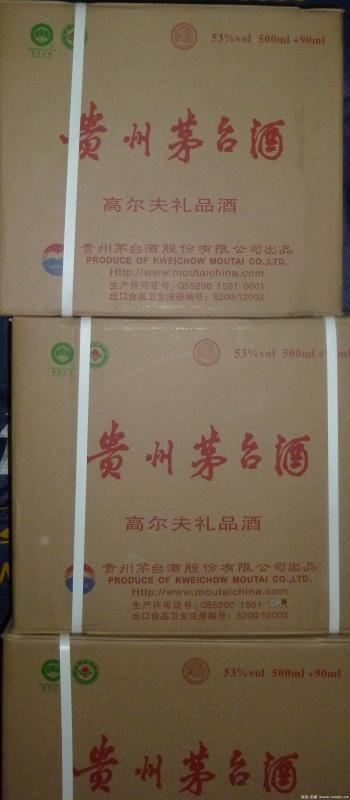 53%vol 500ml+90ml
贵州茅台酒
高尔夫礼品酒
贵州茅台酒股份有限公司出品
PRODUCE OF KWEICHOW MOUTAI CO.,LTD.
Http://www.moutaichina.com
生产许可证号: QS5200 1501 0001
出口食品卫生注册编号: 5200/12003
53%vol 500ml+9
贵州茅台酒
高尔夫礼品酒
贵州茅台酒股份有限公司出品
PRODUCE OF KWEICHOW MOUTAI CO.,LTD.
Http://www.moutaichina.com
生产许可证号: QS5200 1501
出口食品卫生注册编号: 5200/12003
53%vol 500ml+90ml
贵州茅台酒